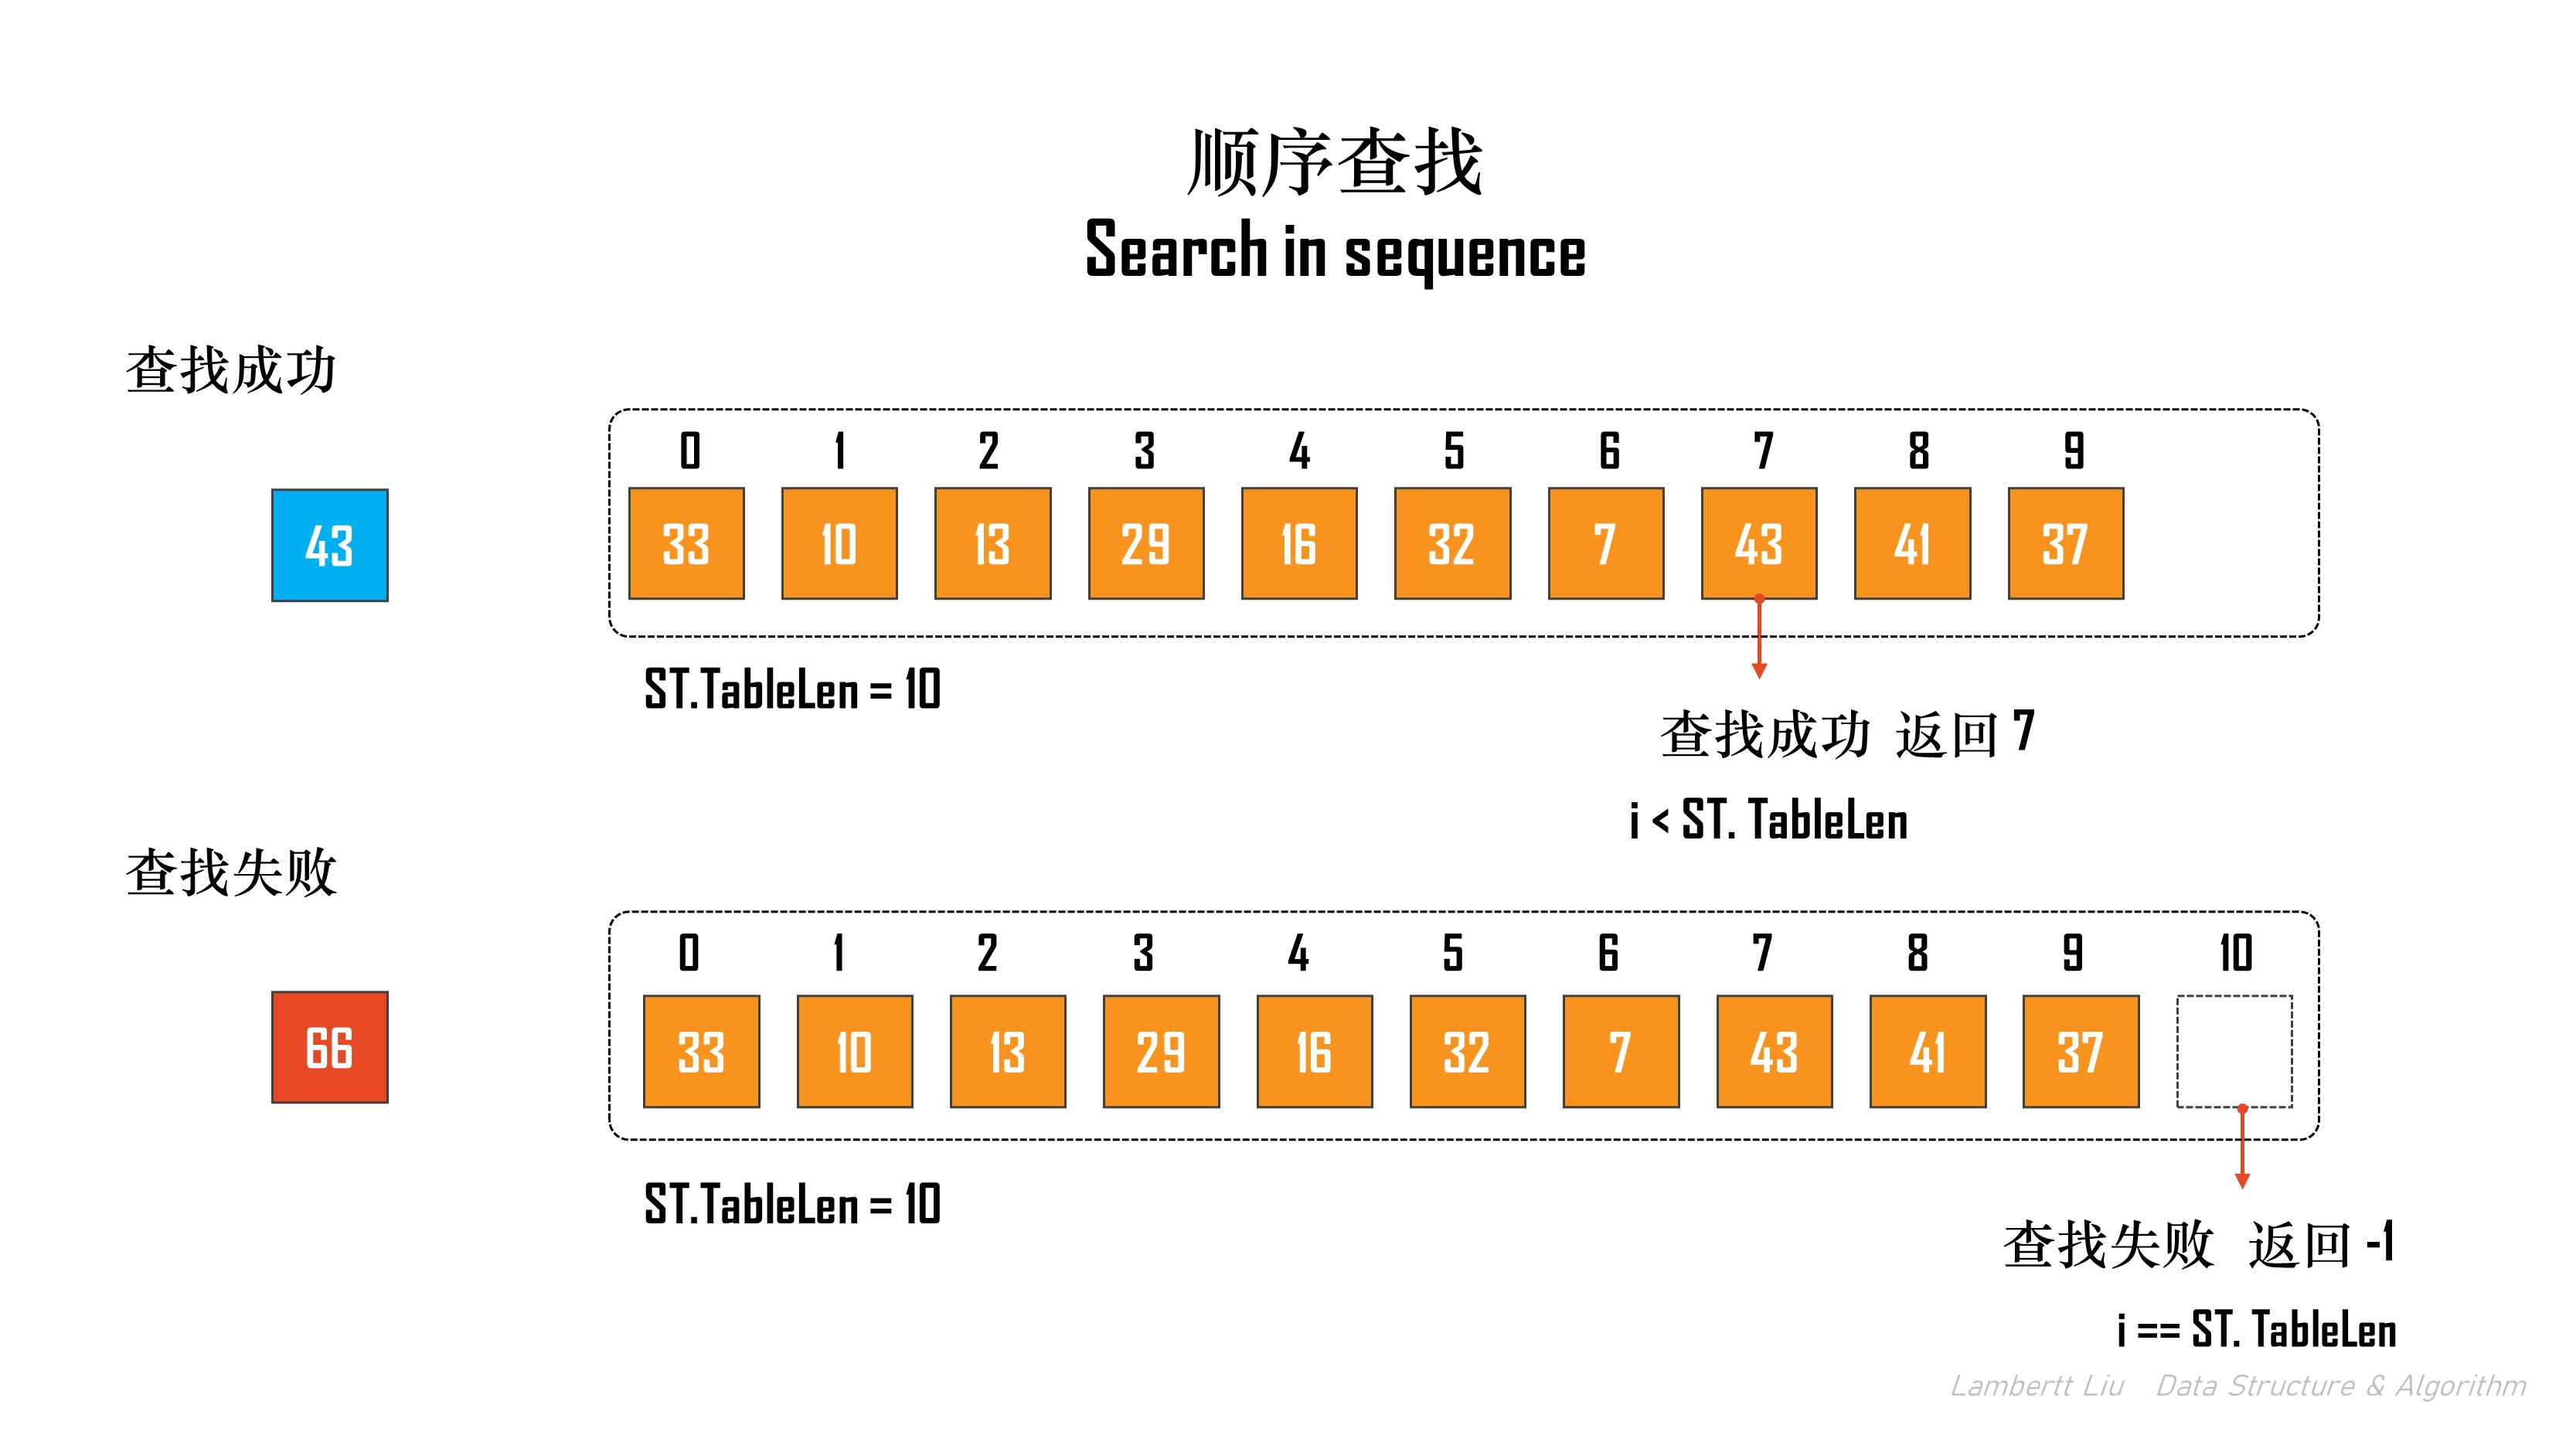 顺序查找
Search in sequence
查找成功
0 1 2 3 4 5 6 7 8 9
43
33 10 13 29 16 32 7 43 41 37
ST.TableLen = 10
查找成功 返回 7
i < ST. TableLen
查找失败
0 1 2 3 4 5 6 7 8 9 10
66
33 10 13 29 16 32 7 43 41 37
ST.TableLen = 10
查找失败 返回 -1
i == ST. TableLen
Lambertt Liu Data Structure & Algorithm